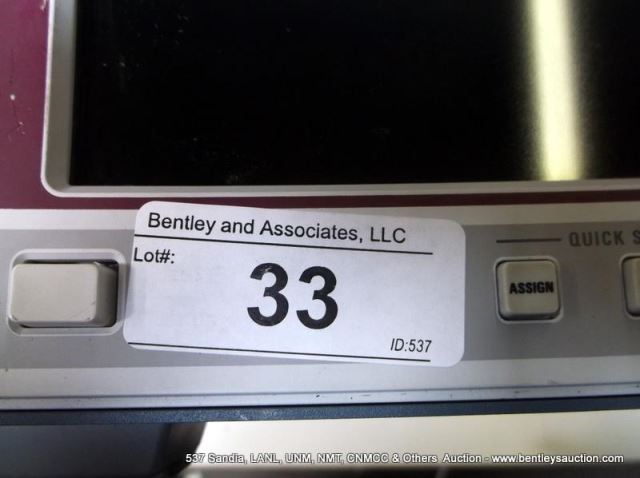 Bentley and Associates, LLC
Lot#:
33
ID:537
QUICK S
ASSIGN
537 Sandia, LANL, UNM, NMT, CNMCC & Others Auction - www.bentleysauction.com